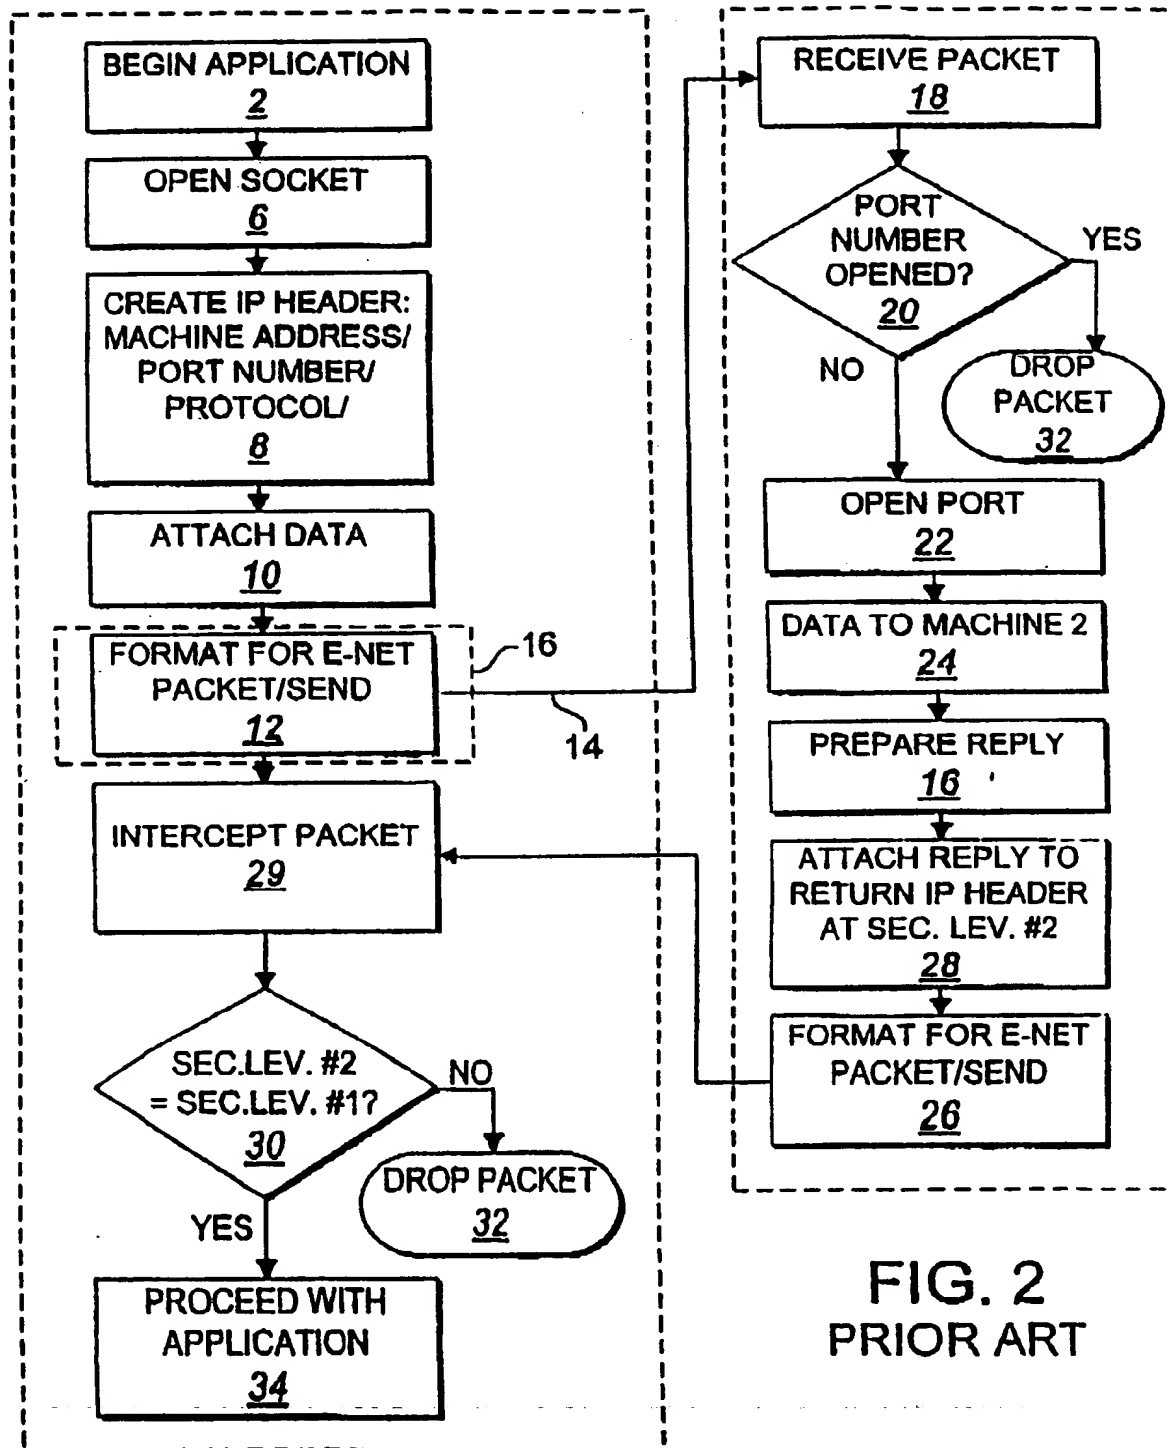 BEGIN APPLICATION
2
OPEN SOCKET
6
CREATE IP HEADER:
MACHINE ADDRESS/
PORT NUMBER/
PROTOCOL/
8
ATTACH DATA
10
FORMAT FOR E-NET
PACKET/SEND
12
16
14
INTERCEPT PACKET
29
SEC.LEV. #2
= SEC.LEV. #1?
30
NO
DROP PACKET
32
YES
PROCEED WITH
APPLICATION
34
RECEIVE PACKET
18
PORT
NUMBER
OPENED?
20
YES
DROP
PACKET
32
NO
OPEN PORT
22
DATA TO MACHINE 2
24
PREPARE REPLY
16
ATTACH REPLY TO
RETURN IP HEADER
AT SEC. LEV. #2
28
FORMAT FOR E-NET
PACKET/SEND
26
FIG. 2
PRIOR ART